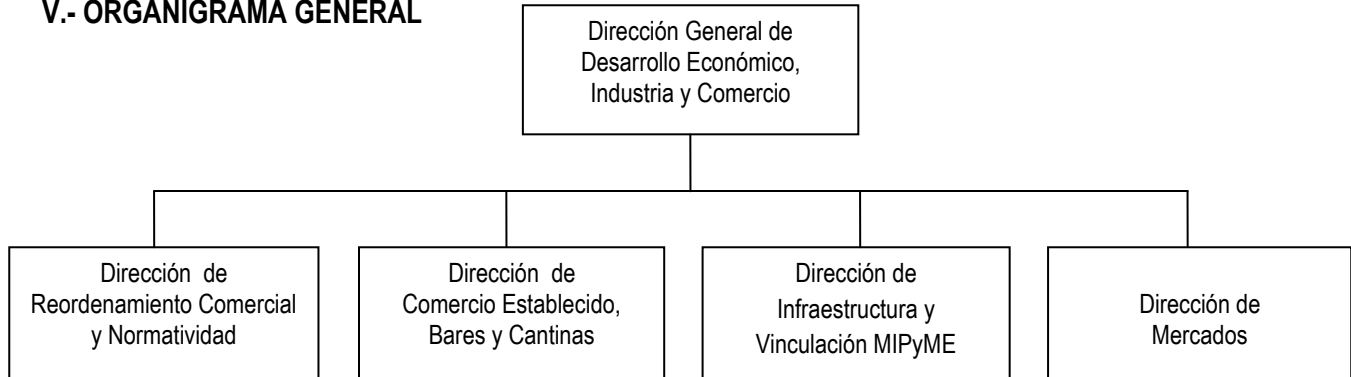 V.- ORGANIGRAMA GENERAL
Dirección General de
Desarrollo Económico,
Industria y Comercio
Dirección de
Reordenamiento Comercial
y Normatividad
Dirección de
Comercio Establecido,
Bares y Cantinas
Dirección de
Infraestructura y
Vinculación MIPyME
Dirección de
Mercados